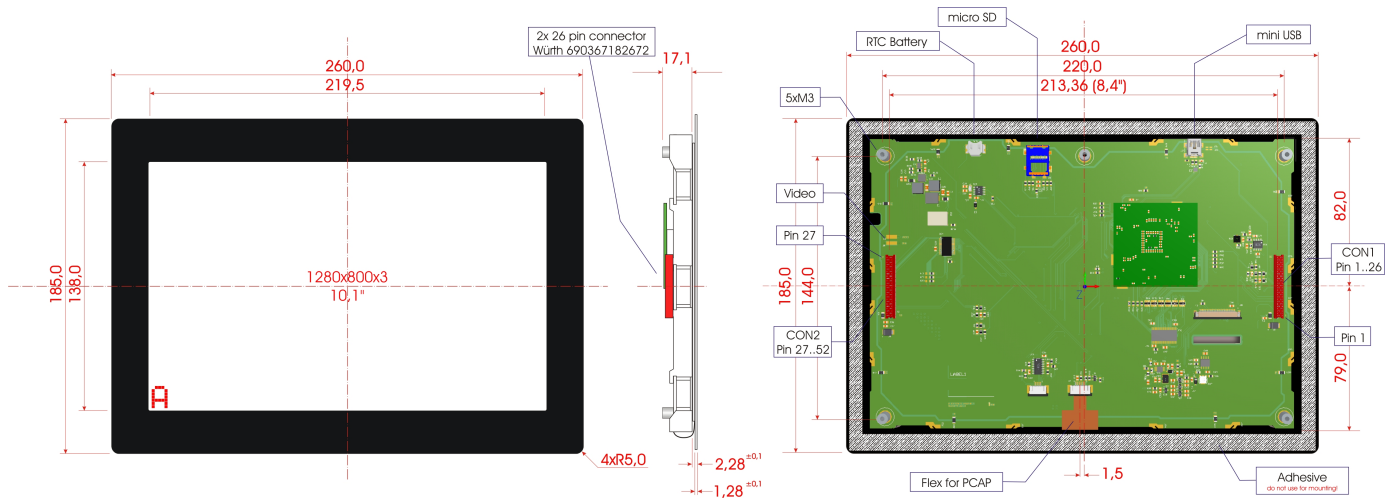 260,0
219,5
185,0
138,0
1280x800x3
10,1"
A
4xR5,0
2x 26 pin connector
Würth 690367182672
17,1
2,28 ±0,1
1,28 ±0,1
micro SD
RTC Battery
mini USB
260,0
220,0
213,36 (8,4")
5xM3
Video
Pin 27
185,0
144,0
CON2
Pin 27..52
82,0
CON1
Pin 1..26
Pin 1
79,0
Z
LABEL1
1,5
Flex for PCAP
Adhesive
do not use for mounting!